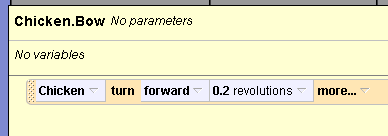 Chicken.Bow No parameters
No variables
Chicken turn forward 0.2 revolutions more...